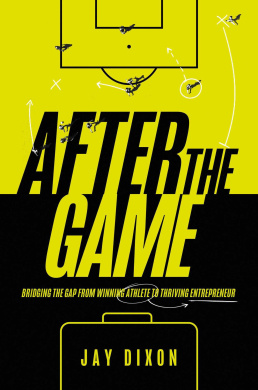 AFTER
THE
GAME
BRIDGING THE GAP FROM WINNING ATHLETE TO THRIVING ENTREPRENEUR
JAY DIXON